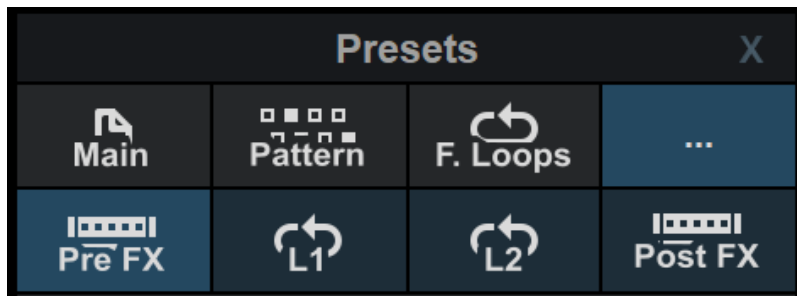 Presets X
Main Pattern F. Loops ...
Pre FX L1 L2 Post FX